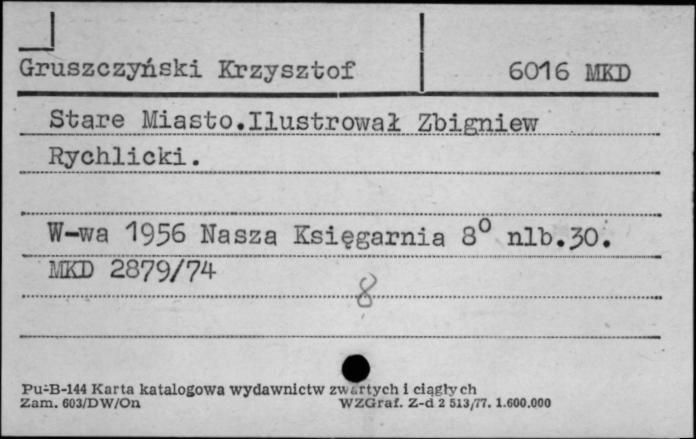 Gruszczyński Krzysztof 6016 MKD
Stare Miasto.Ilustrował Zbigniew
Rychlicki.
W-wa 1956 Nasza Księgarnia 8° nlb.30.
MKD 2879/74
8
Pu-B-144 Karta katalogowa wydawnictw zwartych i ciągłych
Zam. 603/DW/On WZGraf. Z-d 2 513/77. 1.600.000